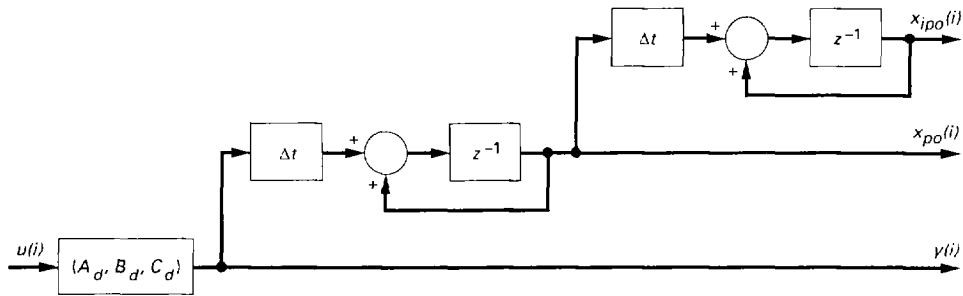 Δt
+
+
z⁻¹
x_ipo(i)
Δt
+
+
z⁻¹
x_po(i)
u(i)
(A_d, B_d, C_d)
y(i)